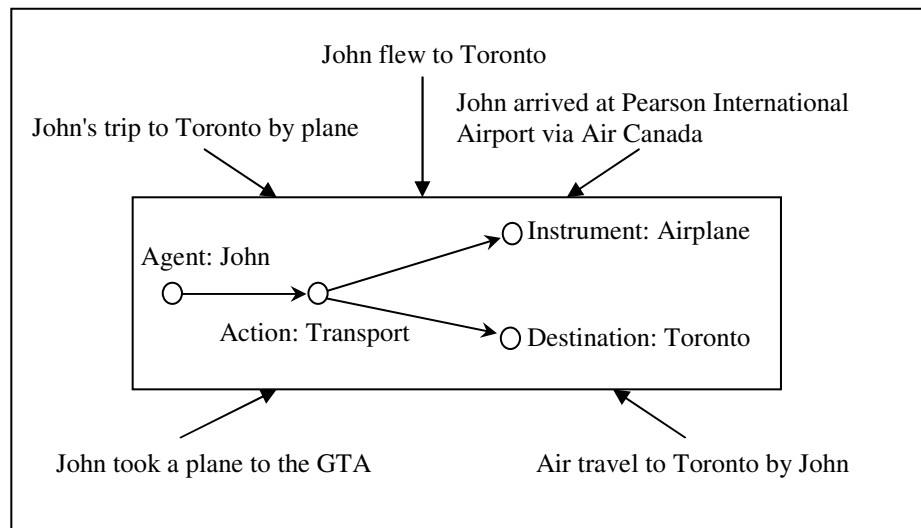 John flew to Toronto
John's trip to Toronto by plane
John arrived at Pearson International
Airport via Air Canada
Agent: John
Instrument: Airplane
Action: Transport
Destination: Toronto
John took a plane to the GTA
Air travel to Toronto by John